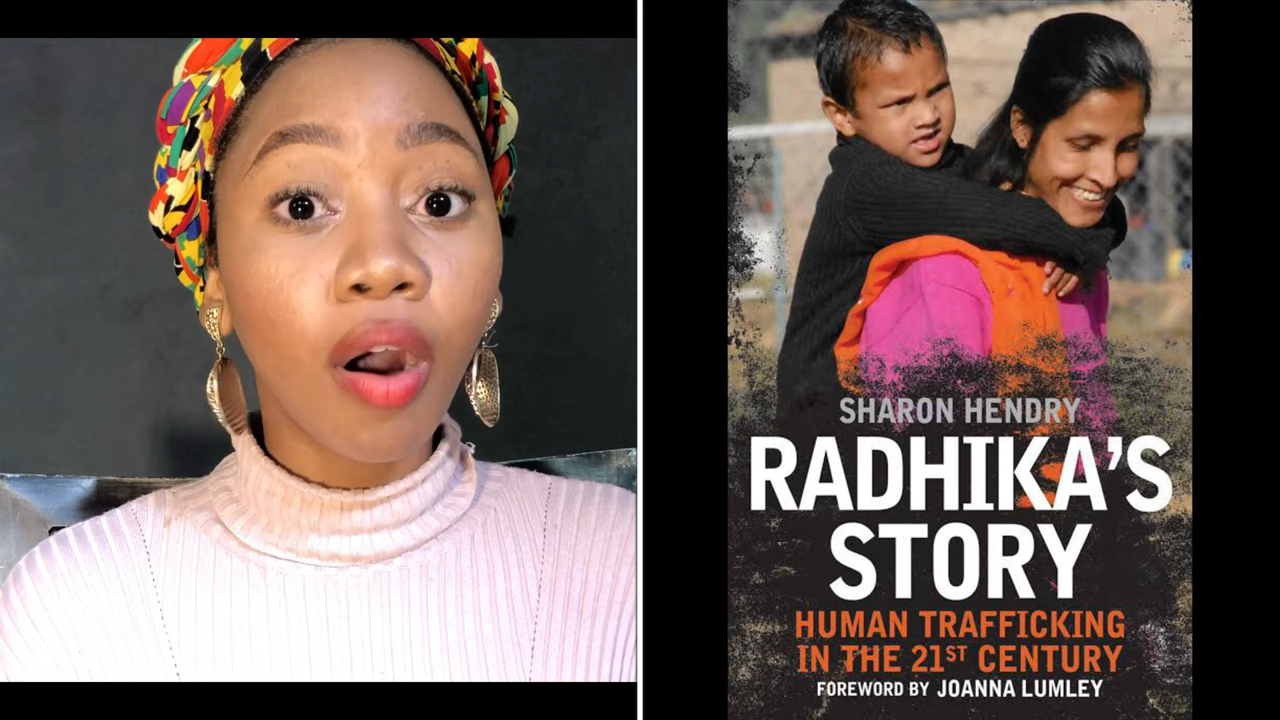 SHARON HENDRY
RADHIKA'S
STORY
HUMAN TRAFFICKING
IN THE 21ST CENTURY
FOREWORD BY JOANNA LUMLEY